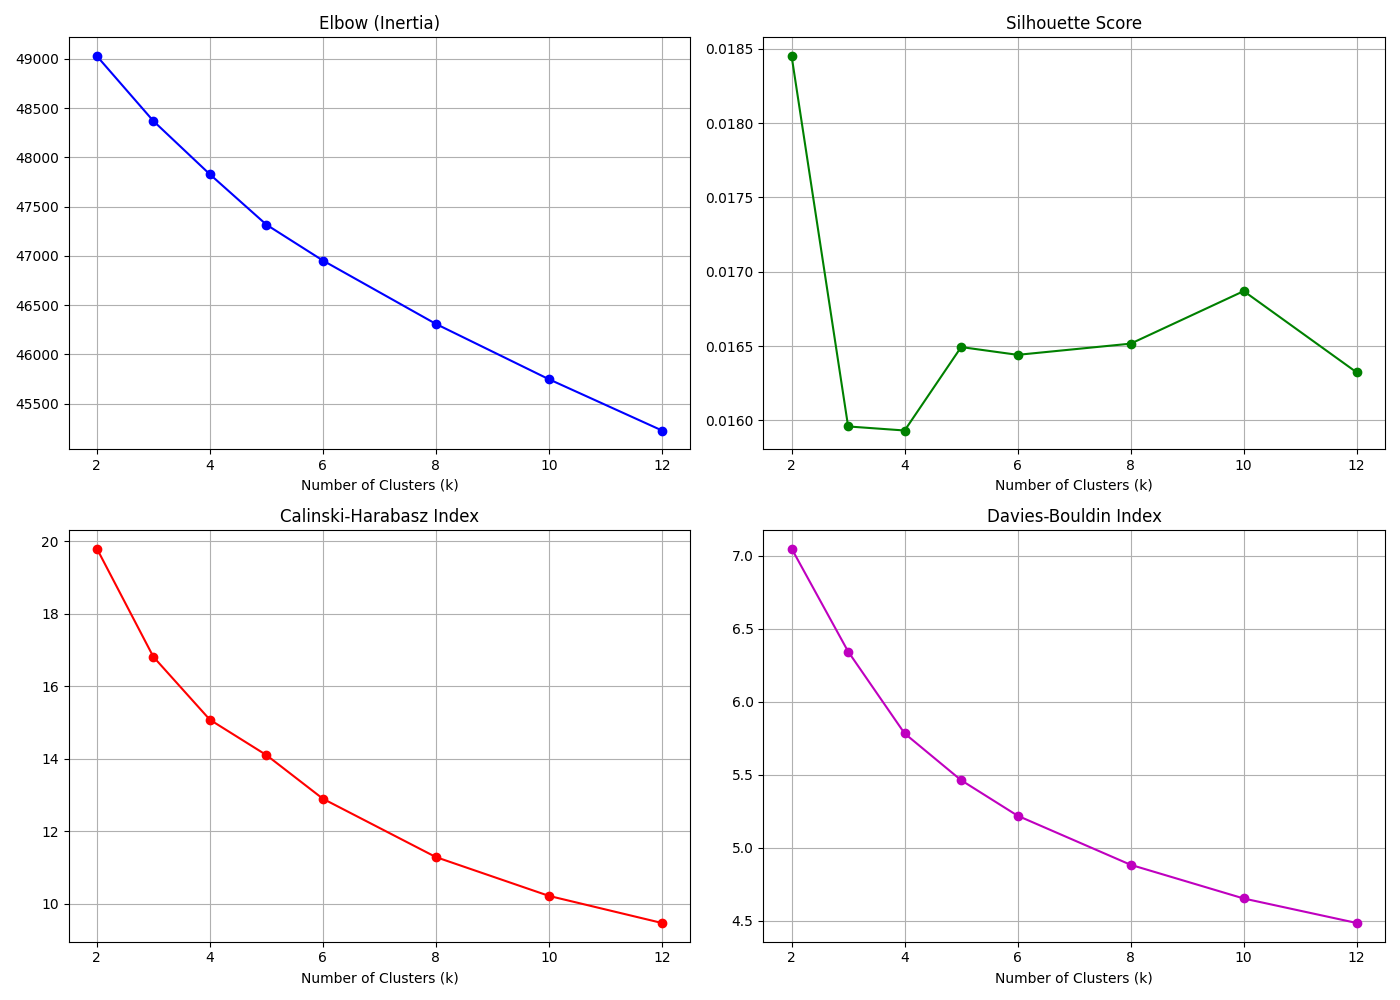 Elbow (Inertia)
49000
48500
48000
47500
47000
46500
46000
45500
2 4 6 8 10 12
Number of Clusters (k)
Silhouette Score
0.0185
0.0180
0.0175
0.0170
0.0165
0.0160
2 4 6 8 10 12
Number of Clusters (k)
Calinski-Harabasz Index
20
18
16
14
12
10
2 4 6 8 10 12
Number of Clusters (k)
Davies-Bouldin Index
7.0
6.5
6.0
5.5
5.0
4.5
2 4 6 8 10 12
Number of Clusters (k)